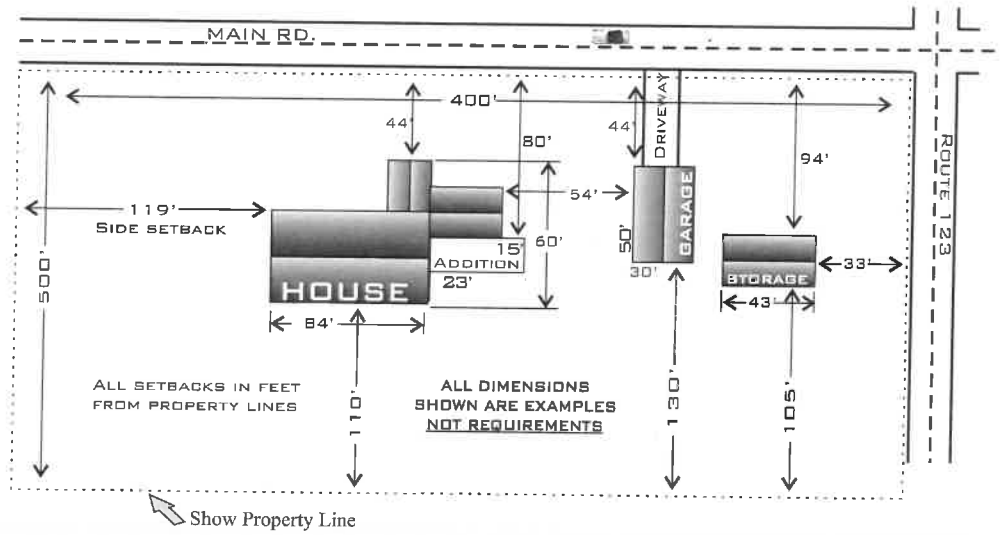 MAIN RD.
400'
44'
80'
44'
DRIVEWAY
94'
ROUTE 123
54'
119'
SIDE SETBACK
GARAGE
50'
60'
15'
ADDITION
23'
30'
33'
STORAGE
43'
500'
HOUSE
84'
110'
130'
105'
ALL SETBACKS IN FEET
FROM PROPERTY LINES
ALL DIMENSIONS
SHOWN ARE EXAMPLES
NOT REQUIREMENTS
Show Property Line